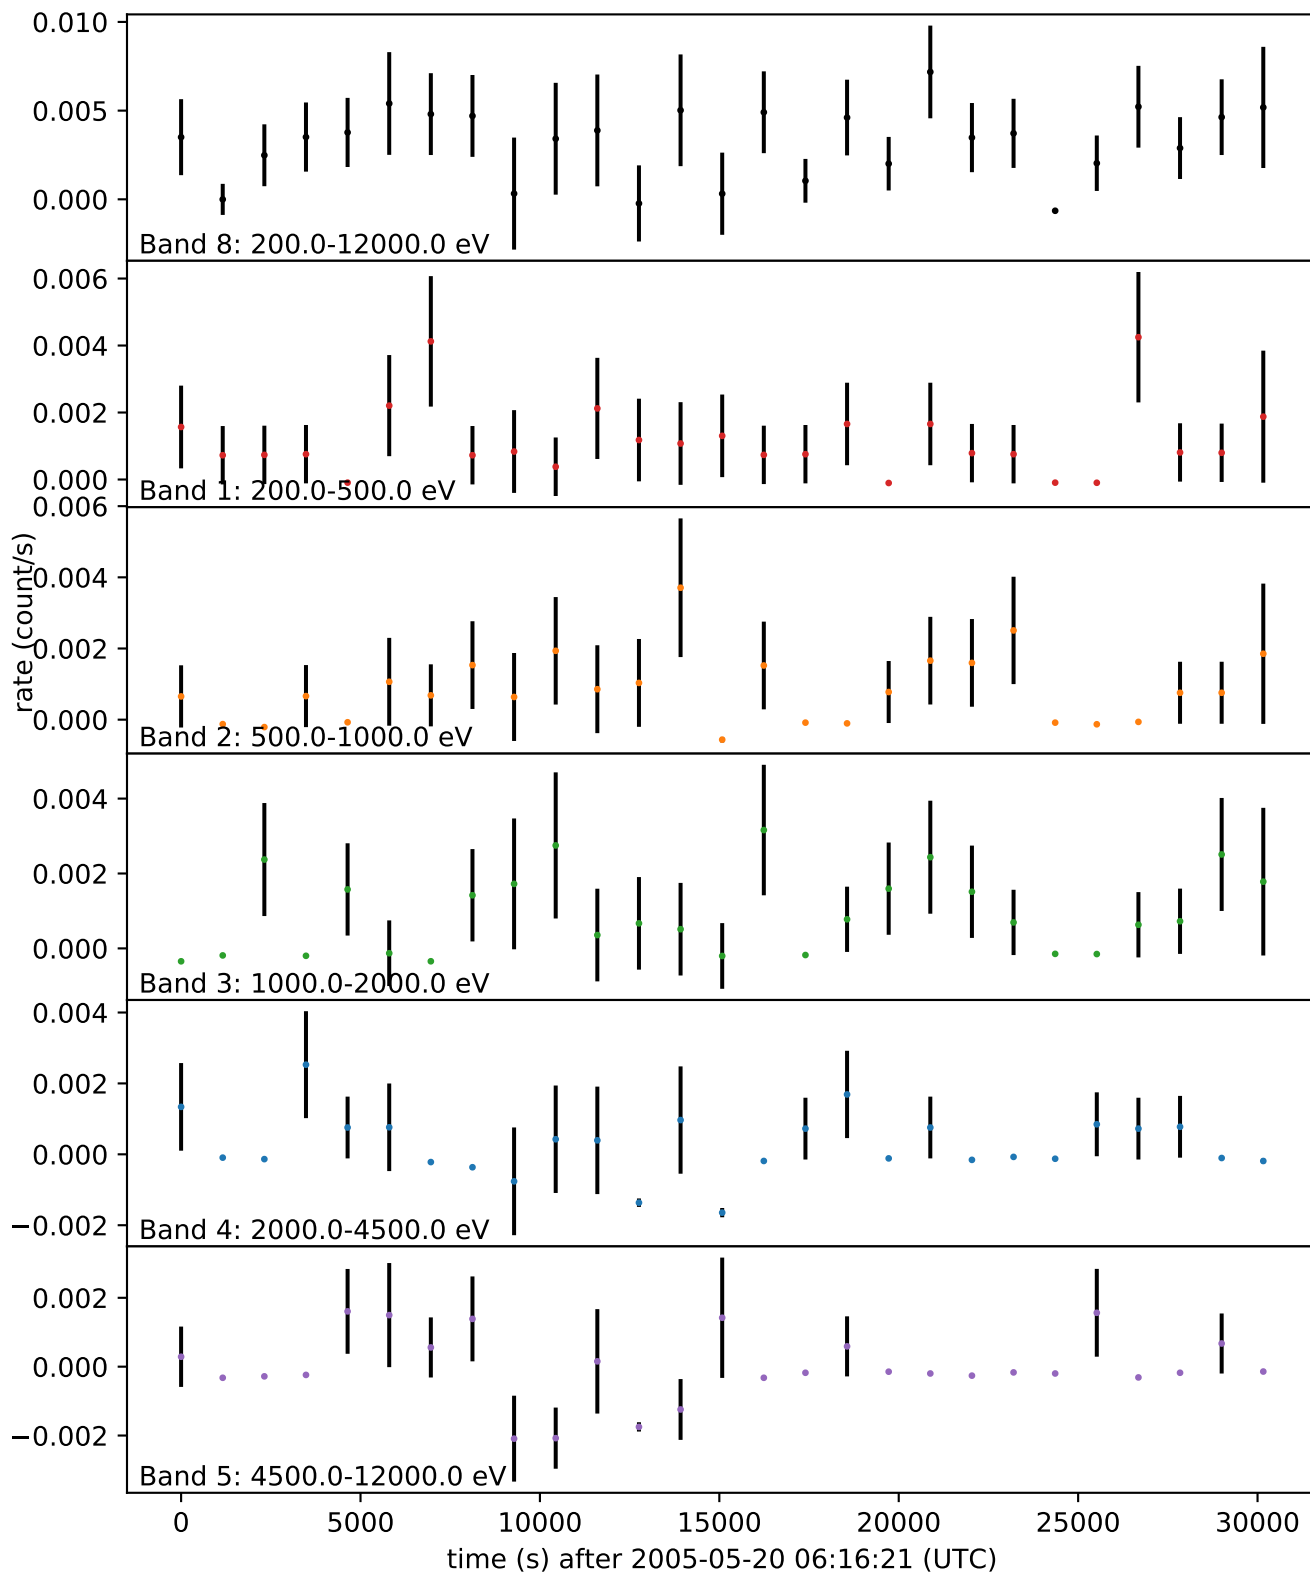 0.010
0.005
0.000
Band 8: 200.0-12000.0 eV
0.006
0.004
0.002
0.000
Band 1: 200.0-500.0 eV
rate (count/s)
0.006
0.004
0.002
0.000
Band 2: 500.0-1000.0 eV
0.004
0.002
0.000
Band 3: 1000.0-2000.0 eV
0.004
0.002
0.000
−0.002
Band 4: 2000.0-4500.0 eV
0.002
0.000
−0.002
Band 5: 4500.0-12000.0 eV
0 5000 10000 15000 20000 25000 30000
time (s) after 2005-05-20 06:16:21 (UTC)